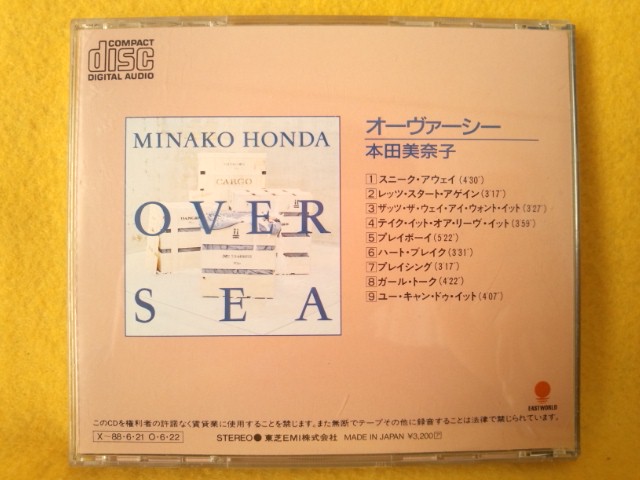 COMPACT
disc
DIGITAL AUDIO
MINAKO HONDA
CARGO
OVER
SEA
オーヴァーシー
本田美奈子
1 スニーク・アウェイ(4'30")
2 レッツ・スタート・アゲイン(3'17")
3 ザッツ・ザ・ウェイ・アイ・ウォント・イット(3'27")
4 テイク・イット・オア・リーヴ・イット(3'59")
5 プレイボーイ(5'22")
6 ハート・ブレイク(3'31")
7 ブレイシング(3'17")
8 ガール・トーク(4'22")
9 ユー・キャン・ドゥ・イット(4'07")
EASTWORLD
このCDを権利者の許諾なく賃貸業に使用することを禁じます。また無断でテープその他に録音することは法律で禁じられています。
X-88・6・21 O・6・22 STEREO● 東芝EMI株式会社 MADE IN JAPAN ¥3,200